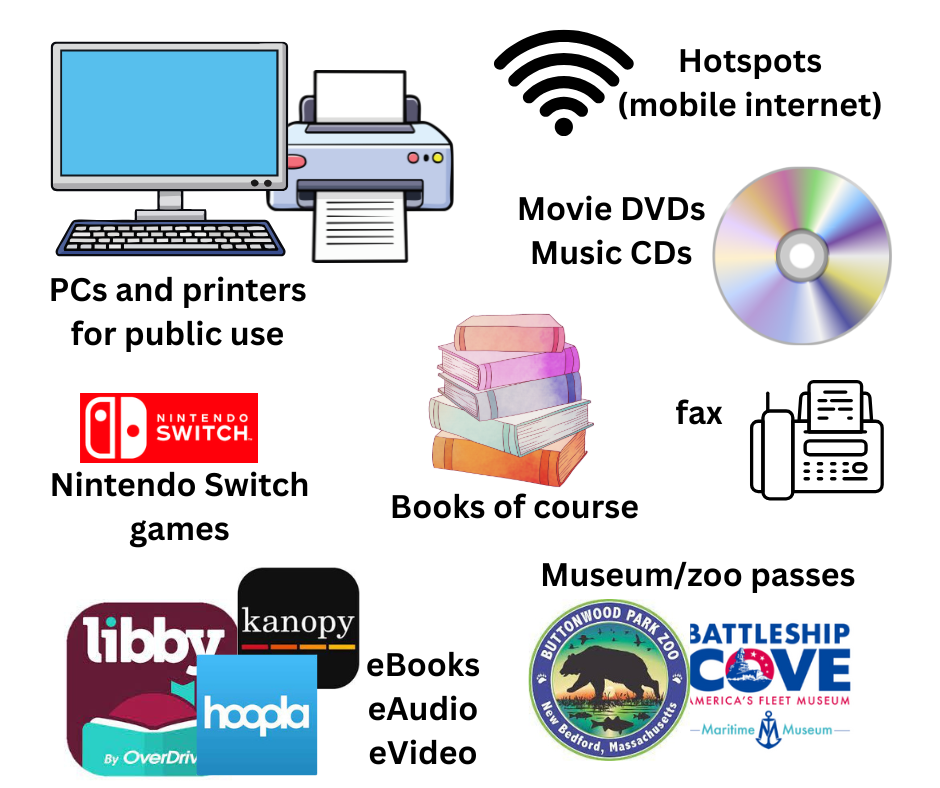 Hotspots
(mobile internet)
Movie DVDs
Music CDs
PCs and printers
for public use
NINTENDO
SWITCH™
fax
Nintendo Switch
games
Books of course
Museum/zoo passes
libby
By OverDriv
kanopy
hoopla
eBooks
eAudio
eVideo
BUTTONWOOD PARK ZOO
New Bedford, Massachusetts
BATTLESHIP
COVE
AMERICA'S FLEET MUSEUM
Maritime Museum